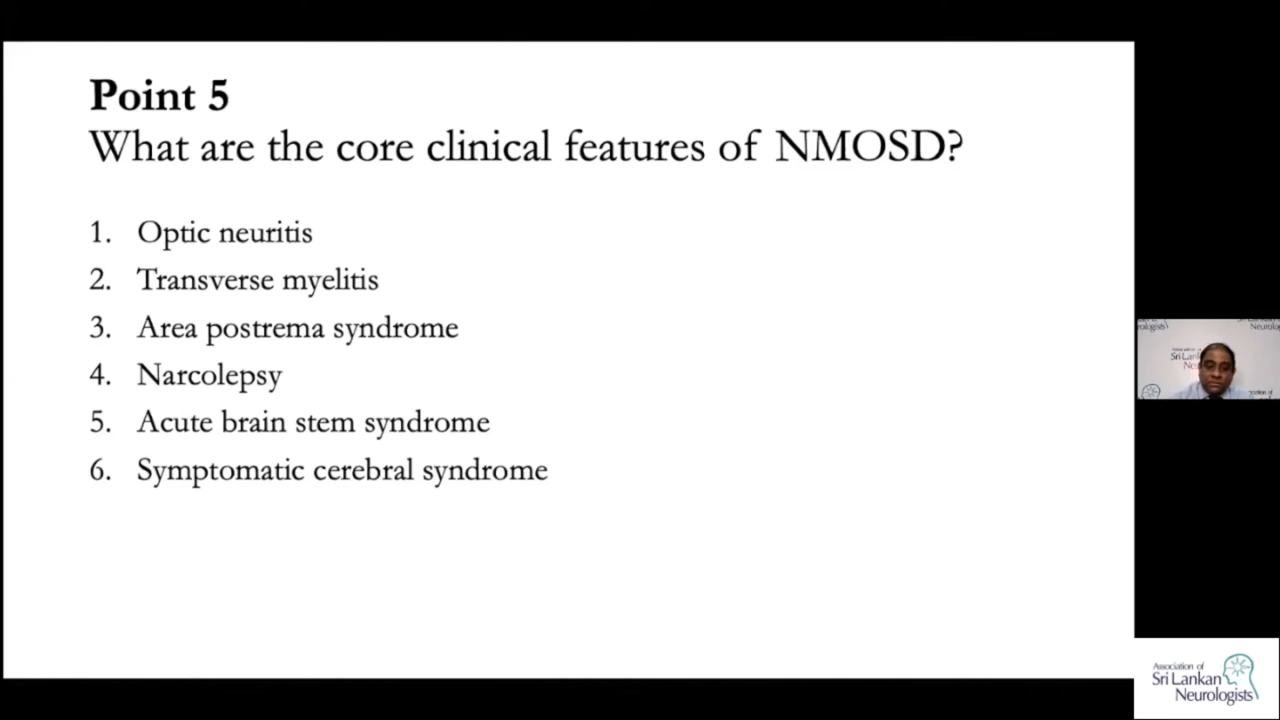 Point 5
What are the core clinical features of NMOSD?
1. Optic neuritis
2. Transverse myelitis
3. Area postrema syndrome
4. Narcolepsy
5. Acute brain stem syndrome
6. Symptomatic cerebral syndrome
Neurologists
Association of
Sri Lankan
Neurologists